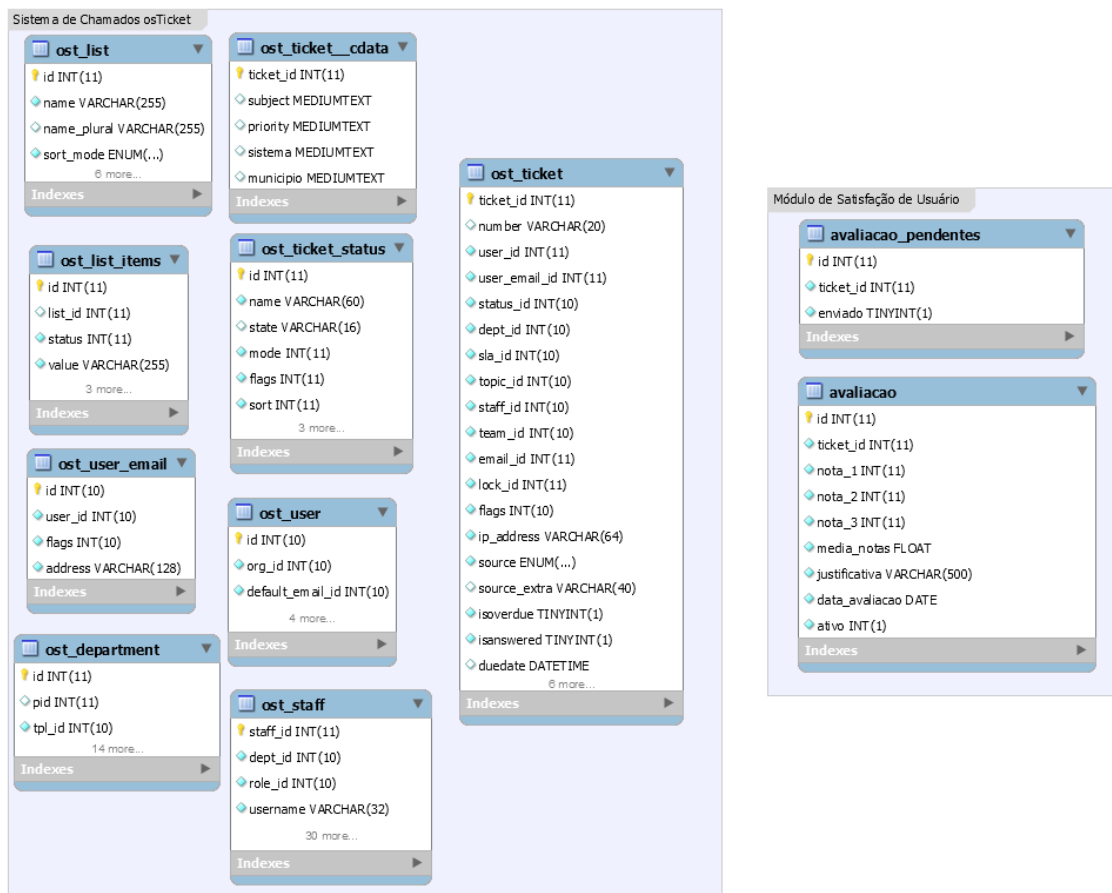 Sistema de Chamados osTicket
ost_list
id INT(11)
name VARCHAR(255)
name_plural VARCHAR(255)
sort_mode ENUM(...)
6 more...
Indexes
ost_ticket__cdata
ticket_id INT(11)
subject MEDIUMTEXT
priority MEDIUMTEXT
sistema MEDIUMTEXT
municipio MEDIUMTEXT
Indexes
ost_list_items
id INT(11)
list_id INT(11)
status INT(11)
value VARCHAR(255)
3 more...
Indexes
ost_ticket_status
id INT(11)
name VARCHAR(60)
state VARCHAR(16)
mode INT(11)
flags INT(11)
sort INT(11)
3 more...
Indexes
ost_user_email
id INT(10)
user_id INT(10)
flags INT(10)
address VARCHAR(128)
Indexes
ost_user
id INT(10)
org_id INT(10)
default_email_id INT(10)
4 more...
Indexes
ost_department
id INT(11)
pid INT(11)
tpl_id INT(10)
14 more...
Indexes
ost_staff
staff_id INT(11)
dept_id INT(10)
role_id INT(10)
username VARCHAR(32)
30 more...
Indexes
ost_ticket
ticket_id INT(11)
number VARCHAR(20)
user_id INT(11)
user_email_id INT(11)
status_id INT(10)
dept_id INT(10)
sla_id INT(10)
topic_id INT(10)
staff_id INT(10)
team_id INT(10)
email_id INT(11)
lock_id INT(11)
flags INT(10)
ip_address VARCHAR(64)
source ENUM(...)
source_extra VARCHAR(40)
isoverdue TINYINT(1)
isanswered TINYINT(1)
duedate DATETIME
6 more...
Indexes
Módulo de Satisfação de Usuário
avaliacao_pendentes
id INT(11)
ticket_id INT(11)
enviado TINYINT(1)
Indexes
avaliacao
id INT(11)
ticket_id INT(11)
nota_1 INT(11)
nota_2 INT(11)
nota_3 INT(11)
media_notas FLOAT
justificativa VARCHAR(500)
data_avaliacao DATE
ativo INT(1)
Indexes